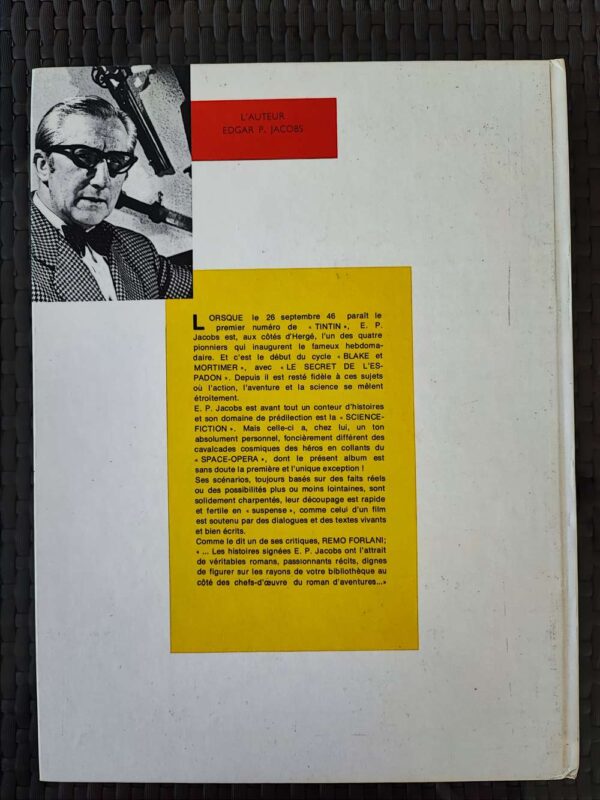 L'AUTEUR
EDGAR P. JACOBS
LORSQUE le 26 septembre 46 paraît le
premier numéro de « TINTIN », E. P.
Jacobs est, aux côtés d'Hergé, l'un des quatre
pionniers qui inaugurent le fameux hebdoma-
daire. Et c'est le début du cycle « BLAKE et
MORTIMER », avec « LE SECRET DE L'ES-
PADON ». Depuis il est resté fidèle à ces sujets
où l'action, l'aventure et la science se mêlent
étroitement.
E. P. Jacobs est avant tout un conteur d'histoires
et son domaine de prédilection est la « SCIENCE-
FICTION ». Mais celle-ci a, chez lui, un ton
absolument personnel, foncièrement différent des
cavalcades cosmiques des héros en collants du
« SPACE-OPERA », dont le présent album est
sans doute la première et l'unique exception !
Ses scénarios, toujours basés sur des faits réels
ou des possibilités plus ou moins lointaines, sont
solidement charpentés, leur découpage est rapide
et fertile en « suspense », comme celui d'un film
est soutenu par des dialogues et des textes vivants
et bien écrits.
Comme le dit un de ses critiques, REMO FORLANI;
« ... Les histoires signées E. P. Jacobs ont l'attrait
de véritables romans, passionnants récits, dignes
de figurer sur les rayons de votre bibliothèque au
côté des chefs-d'œuvre du roman d'aventures...»